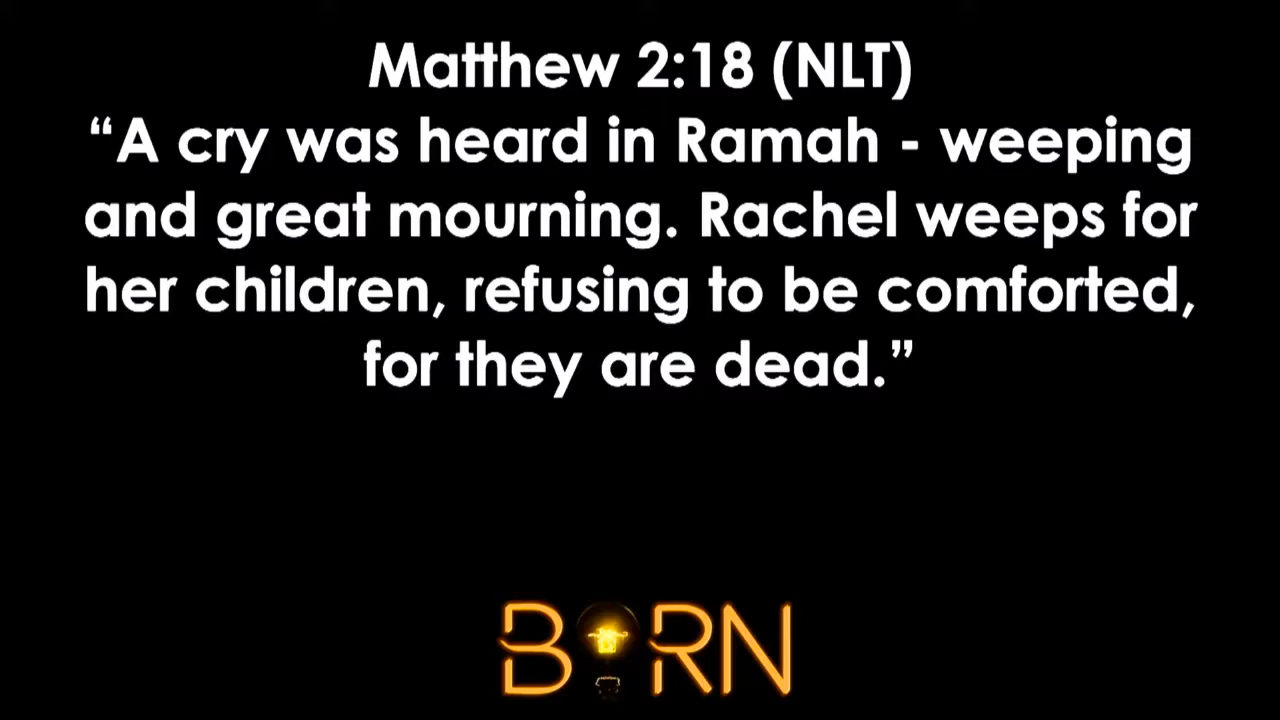 Matthew 2:18 (NLT)
“A cry was heard in Ramah - weeping
and great mourning. Rachel weeps for
her children, refusing to be comforted,
for they are dead.”
BORN